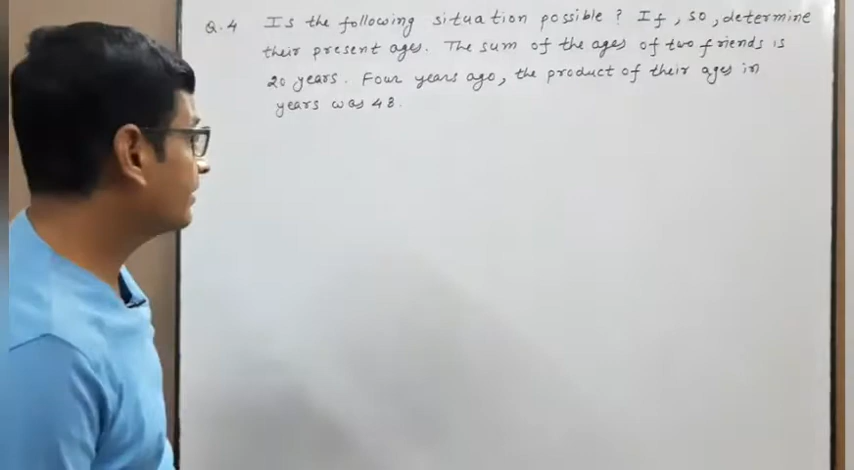 Q.4 Is the following situation possible ? If, so, determine
their present ages. The sum of the ages of two friends is
20 years. Four years ago, the product of their ages in
years was 48.